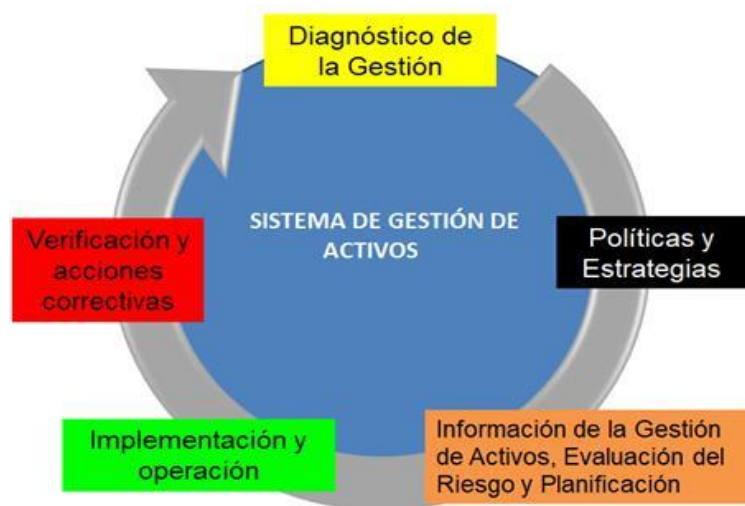 Diagnóstico de
la Gestión
SISTEMA DE GESTIÓN DE
ACTIVOS
Políticas y
Estrategias
Información de la Gestión
de Activos, Evaluación del
Riesgo y Planificación
Implementación y
operación
Verificación y
acciones
correctivas